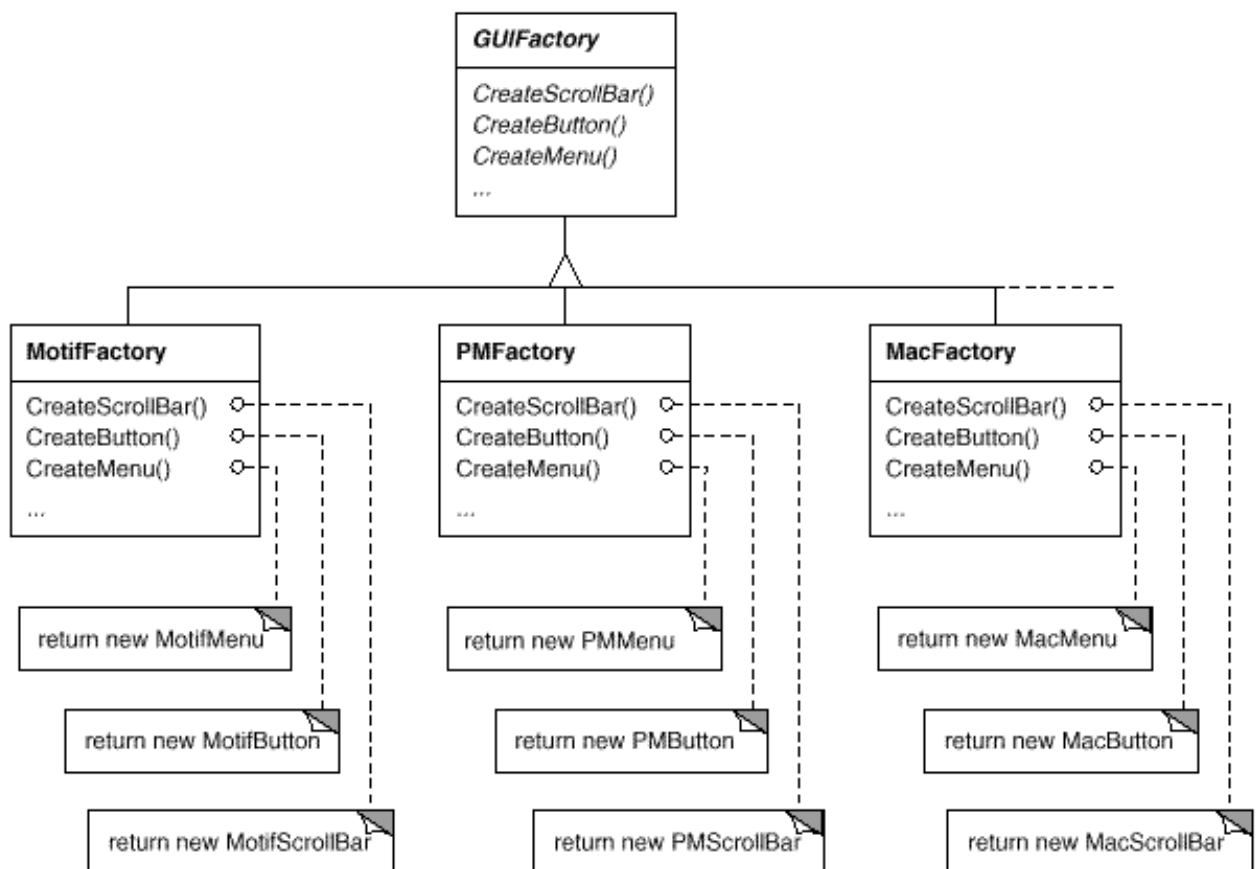 GUIFactory
CreateScrollBar()
CreateButton()
CreateMenu()
...
MotifFactory
CreateScrollBar()
CreateButton()
CreateMenu()
...
PMFactory
CreateScrollBar()
CreateButton()
CreateMenu()
...
MacFactory
CreateScrollBar()
CreateButton()
CreateMenu()
...
return new MotifMenu
return new PMMenu
return new MacMenu
return new MotifButton
return new PMButton
return new MacButton
return new MotifScrollBar
return new PMScrollBar
return new MacScrollBar